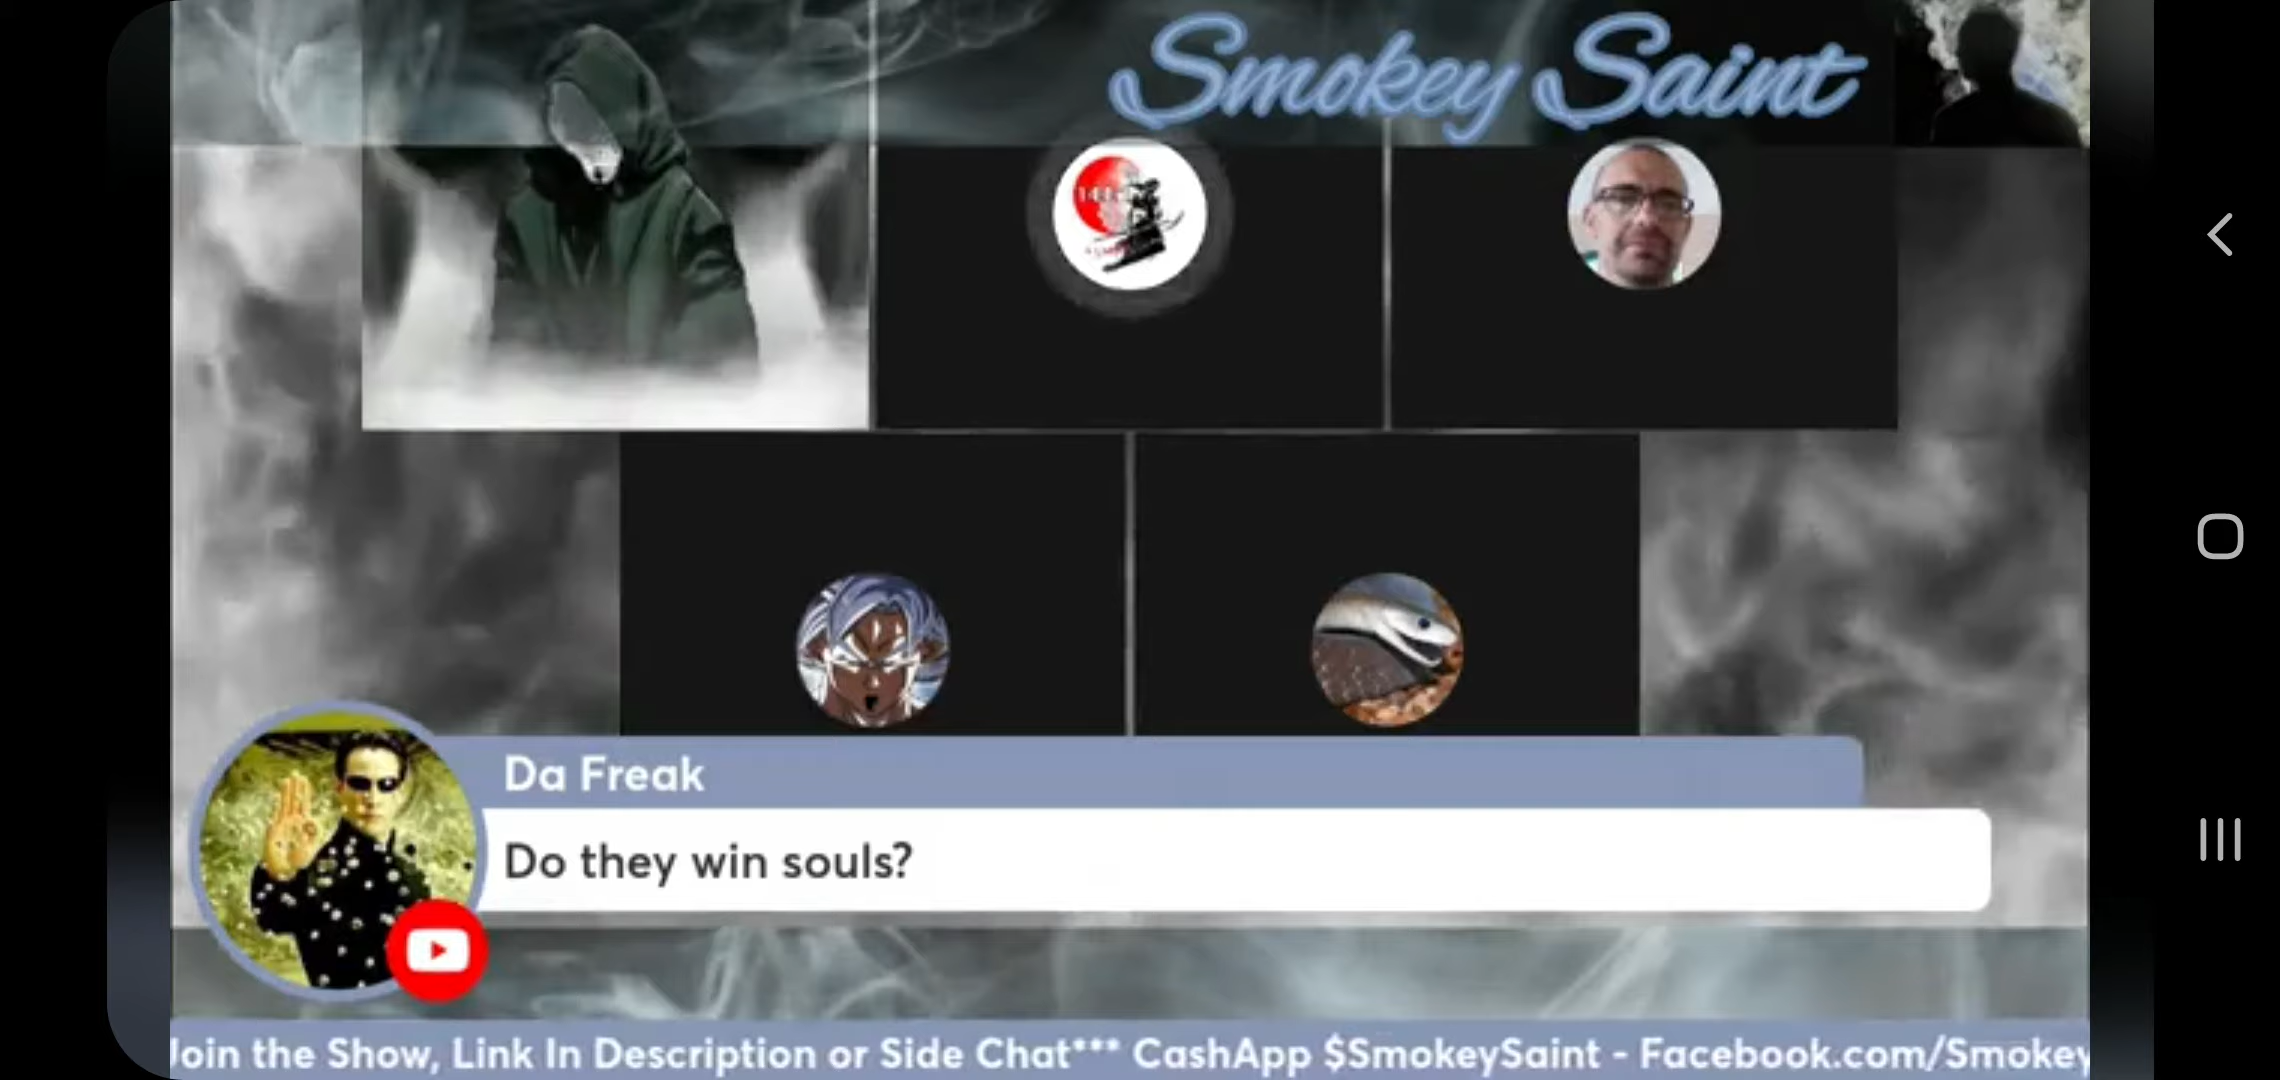 Smokey Saint
Da Freak
Do they win souls?
Join the Show, Link In Description or Side Chat*** CashApp $SmokeySaint - Facebook.com/Smokey